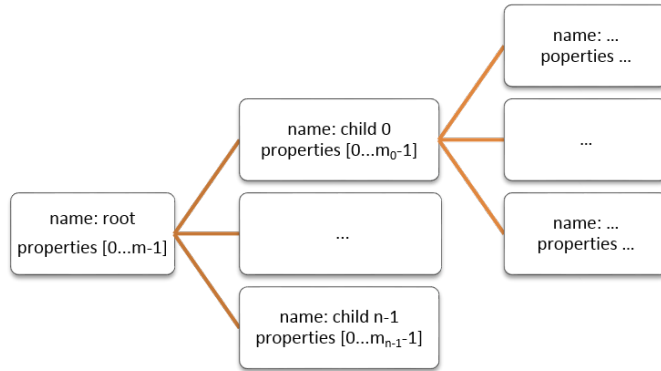 name: ...
poperties ...
name: child 0
properties [0...m₀-1]
...
name: root
properties [0...m-1]
...
name: ...
properties ...
name: child n-1
properties [0...mₙ₋₁-1]